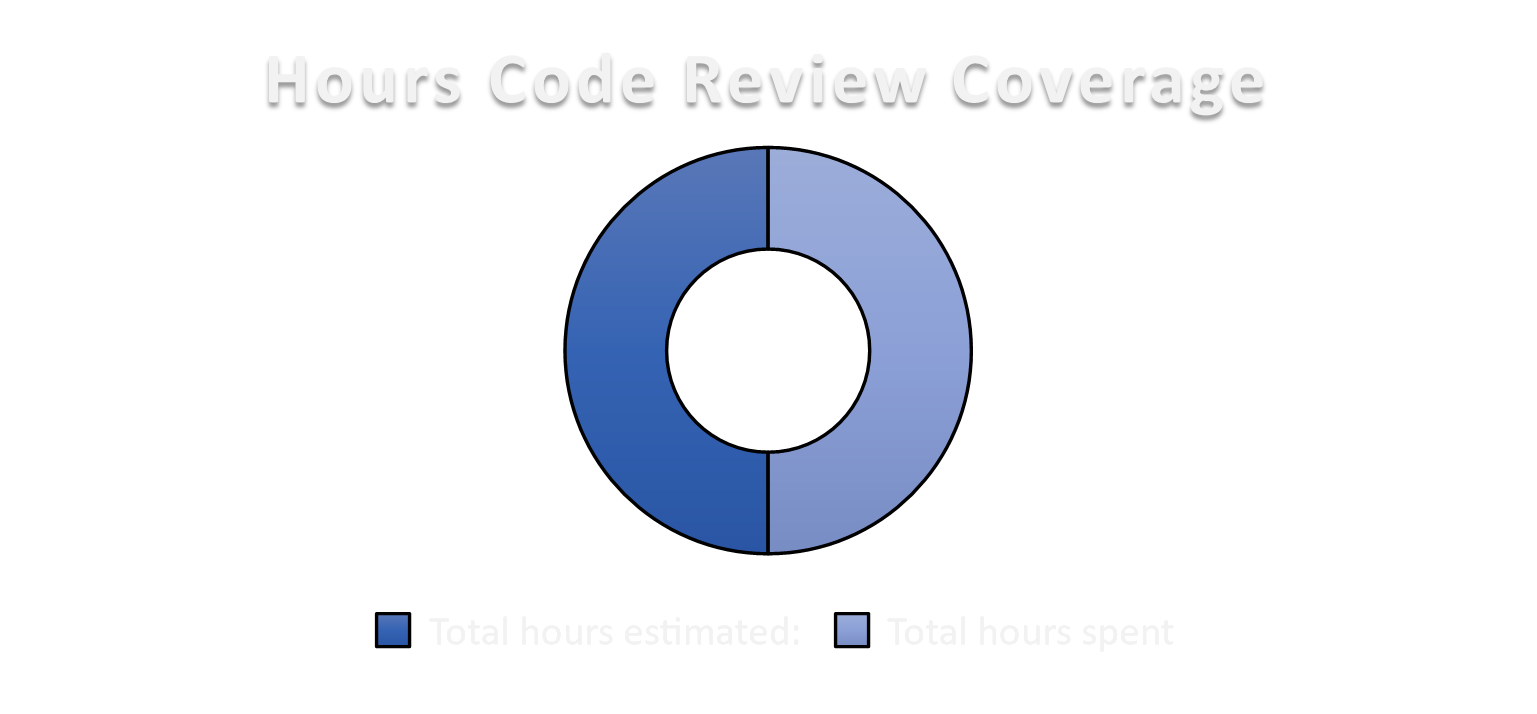 Hours Code Review Coverage
Total hours estimated: Total hours spent